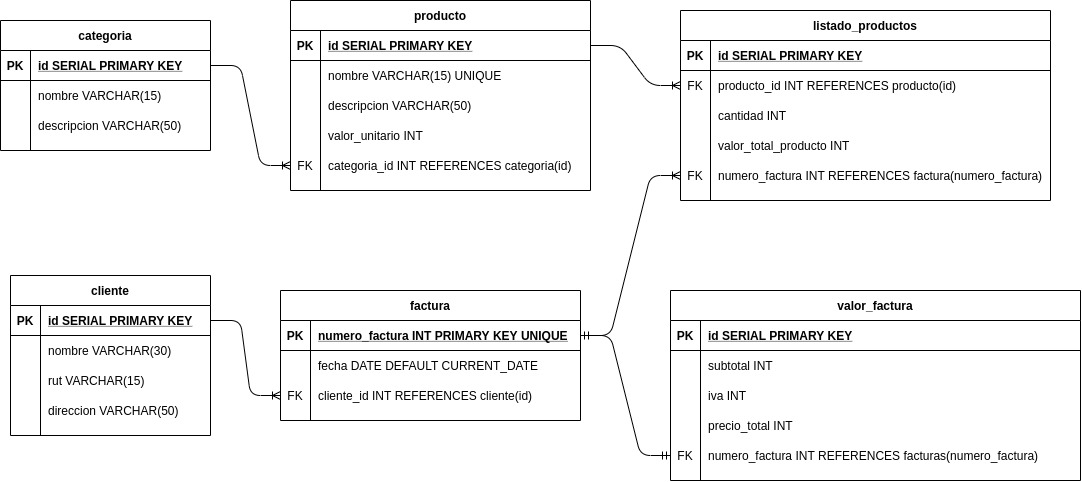 categoria
PK id SERIAL PRIMARY KEY
nombre VARCHAR(15)
descripcion VARCHAR(50)
producto
PK id SERIAL PRIMARY KEY
nombre VARCHAR(15) UNIQUE
descripcion VARCHAR(50)
valor_unitario INT
FK categoria_id INT REFERENCES categoria(id)
listado_productos
PK id SERIAL PRIMARY KEY
FK producto_id INT REFERENCES producto(id)
cantidad INT
valor_total_producto INT
FK numero_factura INT REFERENCES factura(numero_factura)
cliente
PK id SERIAL PRIMARY KEY
nombre VARCHAR(30)
rut VARCHAR(15)
direccion VARCHAR(50)
factura
PK numero_factura INT PRIMARY KEY UNIQUE
fecha DATE DEFAULT CURRENT_DATE
FK cliente_id INT REFERENCES cliente(id)
valor_factura
PK id SERIAL PRIMARY KEY
subtotal INT
iva INT
precio_total INT
FK numero_factura INT REFERENCES facturas(numero_factura)